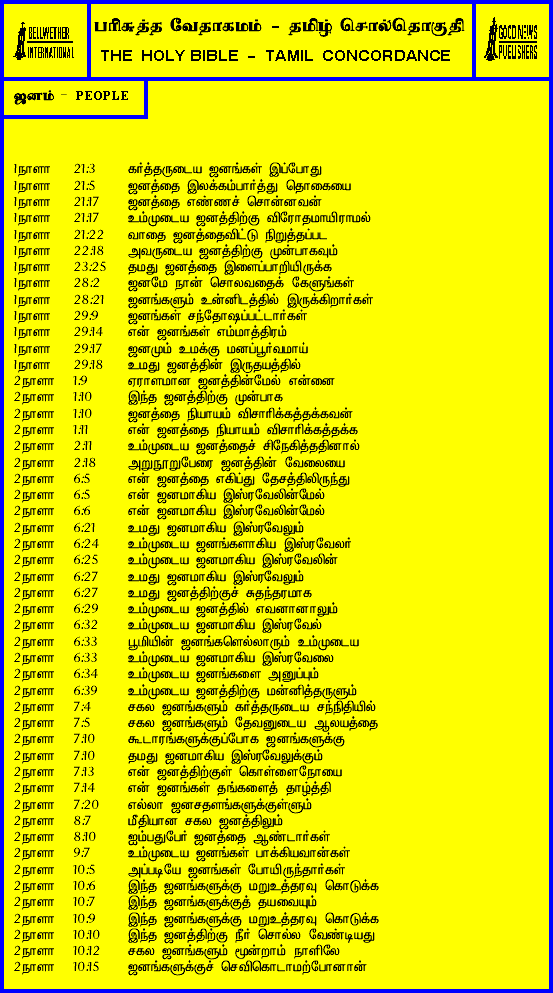 BELLWETHER
INTERNATIONAL
பரிசுத்த வேதாகமம் - தமிழ் சொல்தொகுதி
THE HOLY BIBLE - TAMIL CONCORDANCE
GOOD NEWS
PUBLISHERS
ஜனம் - PEOPLE
1நாளா 21:3 கர்த்தருடைய ஜனங்கள் இப்போது
1நாளா 21:5 ஜனத்தை இலக்கம்பார்த்து தொகையை
1நாளா 21:17 ஜனத்தை எண்ணச் சொன்னவன்
1நாளா 21:17 உம்முடைய ஜனத்திற்கு விரோதமாயிராமல்
1நாளா 21:22 வாதை ஜனத்தைவிட்டு நிறுத்தப்பட
1நாளா 22:18 அவருடைய ஜனத்திற்கு முன்பாகவும்
1நாளா 23:25 தமது ஜனத்தை இளைப்பாறியிருக்க
1நாளா 28:2 ஜனமே நான் சொலவதைக் கேளுங்கள்
1நாளா 28:21 ஜனங்களும் உன்னிடத்தில் இருக்கிறார்கள்
1நாளா 29:9 ஜனங்கள் சந்தோஷப்பட்டார்கள்
1நாளா 29:14 என் ஜனங்கள் எம்மாத்திரம்
1நாளா 29:17 ஜனமும் உமக்கு மனப்பூர்வமாய்
1நாளா 29:18 உமது ஜனத்தின் இருதயத்தில்
2நாளா 1:9 ஏராளமான ஜனத்தின்மேல் என்னை
2நாளா 1:10 இந்த ஜனத்திற்கு முன்பாக
2நாளா 1:10 ஜனத்தை நியாயம் விசாரிக்கத்தக்கவன்
2நாளா 1:11 என் ஜனத்தை நியாயம் விசாரிக்கத்தக்க
2நாளா 2:11 உம்முடைய ஜனத்தைச் சிநேகித்ததினால்
2நாளா 2:18 அறுநூறுபேரை ஜனத்தின் வேலையை
2நாளா 6:5 என் ஜனத்தை எகிப்து தேசத்திலிருந்து
2நாளா 6:5 என் ஜனமாகிய இஸ்ரவேலின்மேல்
2நாளா 6:6 என் ஜனமாகிய இஸ்ரவேலின்மேல்
2நாளா 6:21 உமது ஜனமாகிய இஸ்ரவேலும்
2நாளா 6:24 உம்முடைய ஜனங்களாகிய இஸ்ரவேலர்
2நாளா 6:25 உம்முடைய ஜனமாகிய இஸ்ரவேலின்
2நாளா 6:27 உமது ஜனமாகிய இஸ்ரவேலும்
2நாளா 6:27 உமது ஜனத்திற்குச் சுதந்தரமாக
2நாளா 6:29 உம்முடைய ஜனத்தில் எவனானாலும்
2நாளா 6:32 உம்முடைய ஜனமாகிய இஸ்ரவேல்
2நாளா 6:33 பூமியின் ஜனங்களெல்லாரும் உம்முடைய
2நாளா 6:33 உம்முடைய ஜனமாகிய இஸ்ரவேலை
2நாளா 6:34 உம்முடைய ஜனங்களை அனுப்பும்
2நாளா 6:39 உம்முடைய ஜனத்திற்கு மன்னித்தருளும்
2நாளா 7:4 சகல ஜனங்களும் கர்த்தருடைய சந்நிதியில்
2நாளா 7:5 சகல ஜனங்களும் தேவனுடைய ஆலயத்தை
2நாளா 7:10 கூடாரங்களுக்குப்போக ஜனங்களுக்கு
2நாளா 7:10 தமது ஜனமாகிய இஸ்ரவேலுக்கும்
2நாளா 7:13 என் ஜனத்திற்குள் கொள்ளைநோயை
2நாளா 7:14 என் ஜனங்கள் தங்களைத் தாழ்த்தி
2நாளா 7:20 எல்லா ஜனசதளங்களுக்குள்ளும்
2நாளா 8:7 மீதியான சகல ஜனத்திலும்
2நாளா 8:10 ஐம்பதுபேர் ஜனத்தை ஆண்டார்கள்
2நாளா 9:7 உம்முடைய ஜனங்கள் பாக்கியவான்கள்
2நாளா 10:5 அப்படியே ஜனங்கள் போயிருந்தார்கள்
2நாளா 10:6 இந்த ஜனங்களுக்கு மறுஉத்தரவு கொடுக்க
2நாளா 10:7 இந்த ஜனங்களுக்குத் தயவையும்
2நாளா 10:9 இந்த ஜனங்களுக்கு மறுஉத்தரவு கொடுக்க
2நாளா 10:10 இந்த ஜனத்திற்கு நீர் சொல்ல வேண்டியது
2நாளா 10:12 சகல ஜனங்களும் மூன்றாம் நாளிலே
2நாளா 10:15 ஜனங்களுக்குச் செவிகொடாமற்போனான்